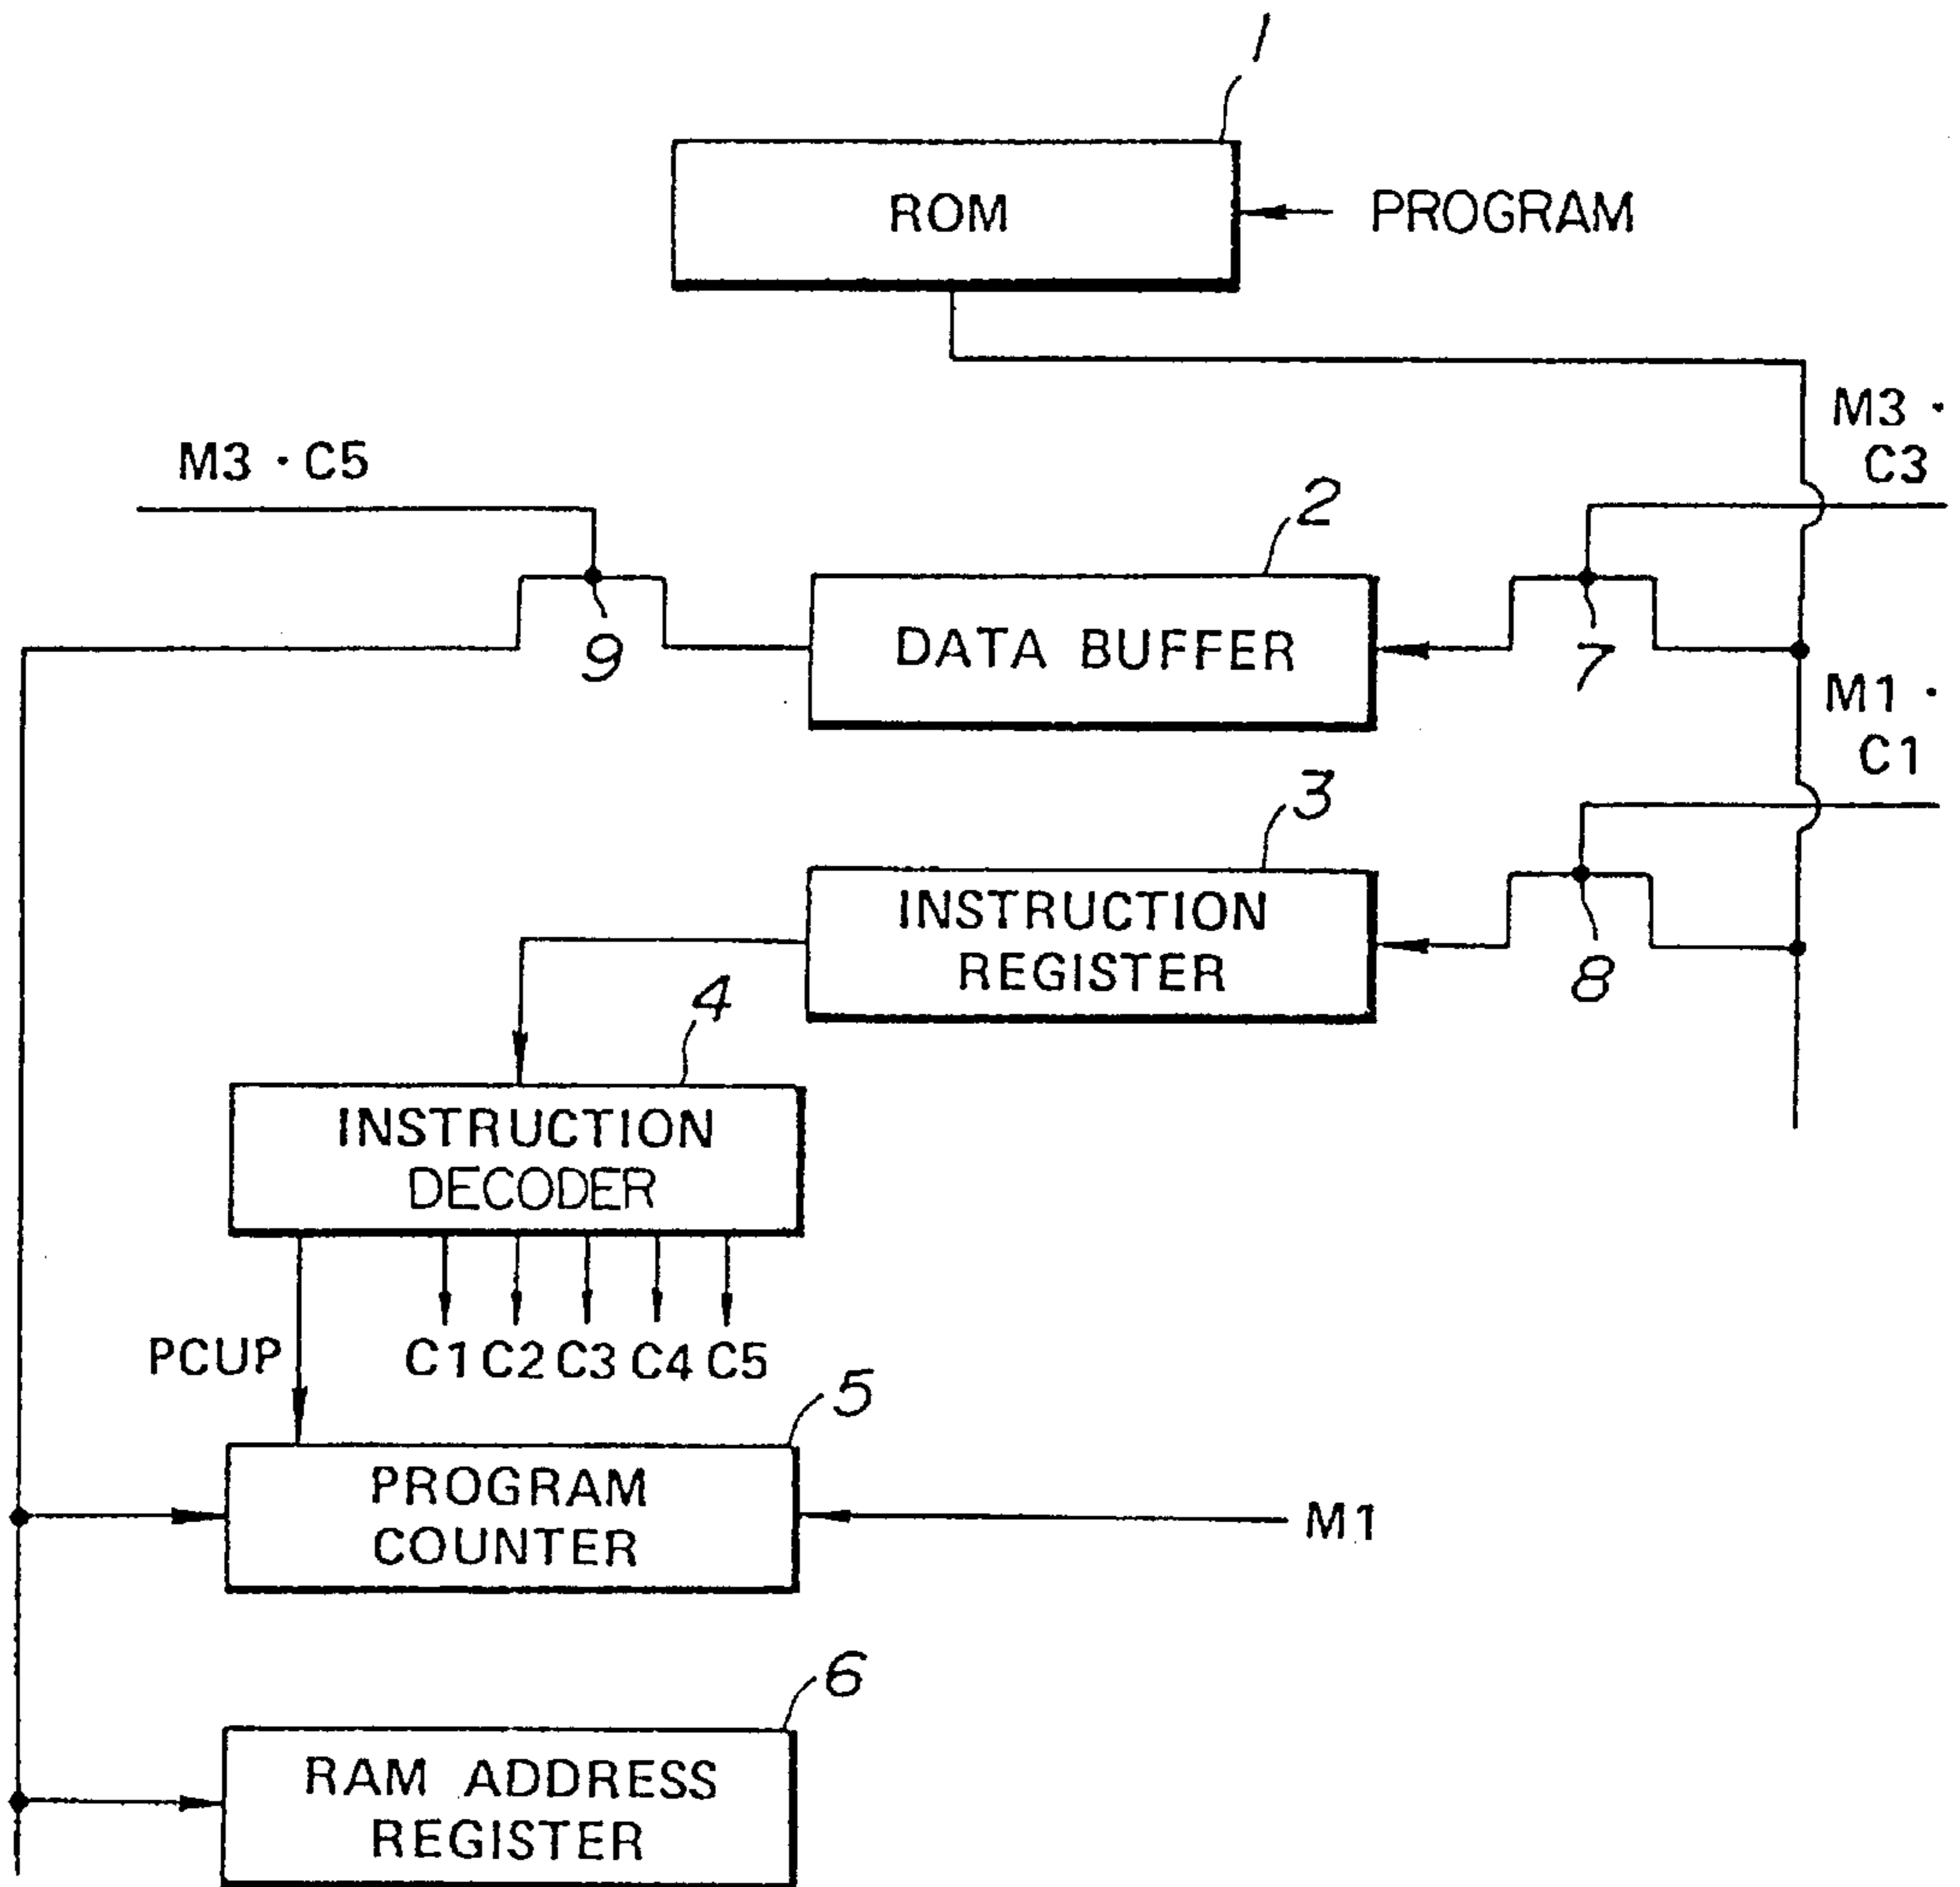 1
ROM
PROGRAM
M3 ·
C3
M3 · C5
2
DATA BUFFER
9
7
M1 ·
C1
3
INSTRUCTION
REGISTER
8
4
INSTRUCTION
DECODER
PCUP
C1 C2 C3 C4 C5
5
PROGRAM
COUNTER
M1
6
RAM ADDRESS
REGISTER